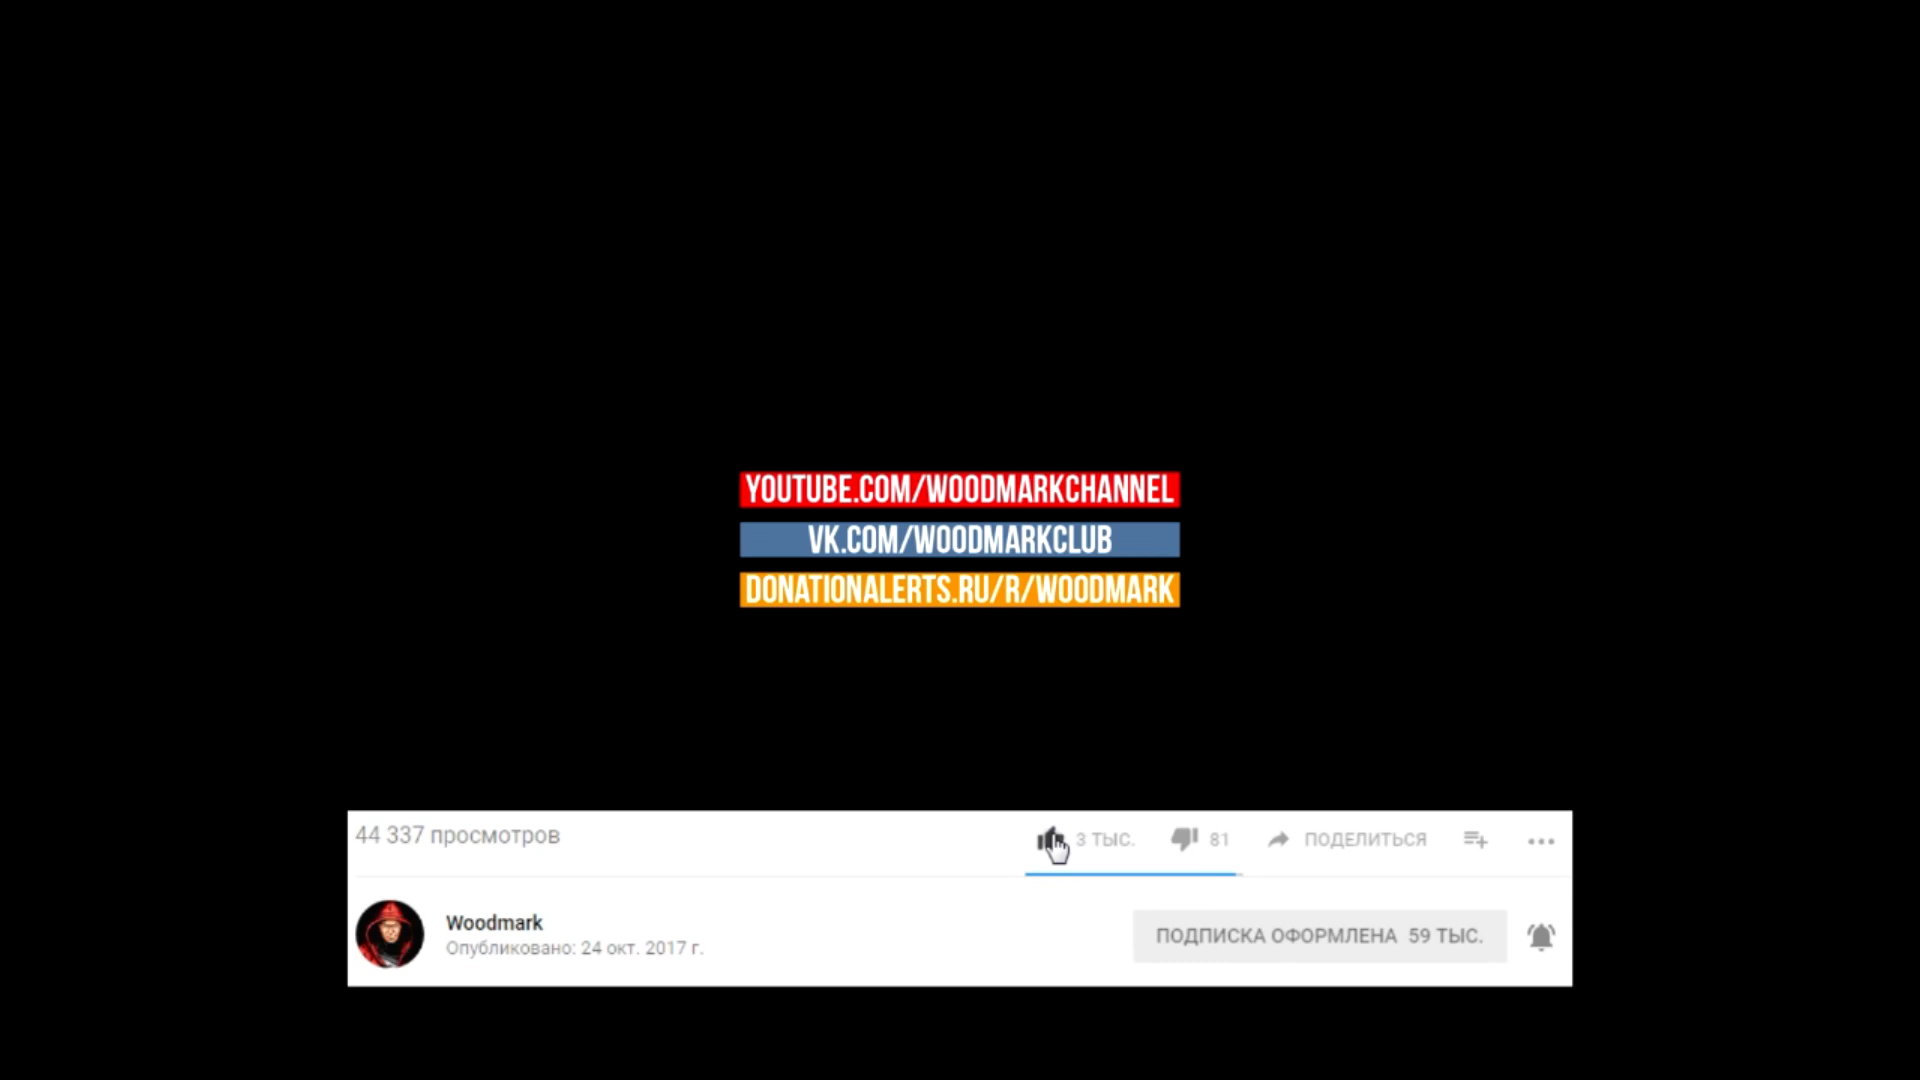 YOUTUBE.COM/WOODMARKCHANNEL
VK.COM/WOODMARKCLUB
DONATIONALERTS.RU/R/WOODMARK
44 337 просмотров 3 ТЫС. 81 ПОДЕЛИТЬСЯ
Woodmark
Опубликовано: 24 окт. 2017 г.
ПОДПИСКА ОФОРМЛЕНА 59 ТЫС.